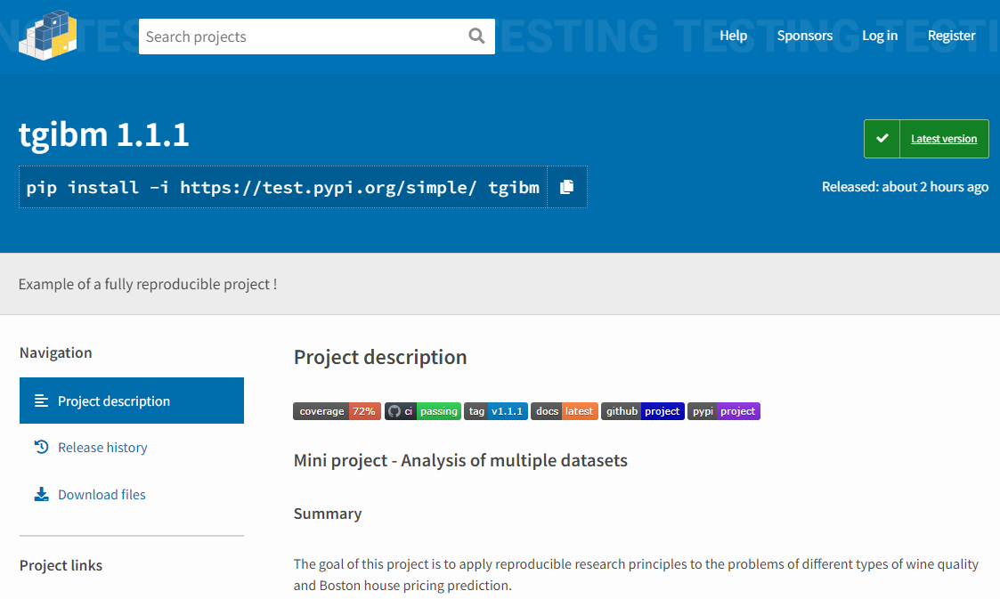 TESTING TESTING TESTING
Search projects
Help Sponsors Log in Register
tgibm 1.1.1
Latest version
pip install -i https://test.pypi.org/simple/ tgibm
Released: about 2 hours ago
Example of a fully reproducible project !
Navigation
Project description
Release history
Download files
Project links
Project description
coverage 72% ci passing tag v1.1.1 docs latest github project pypi project
Mini project - Analysis of multiple datasets
Summary
The goal of this project is to apply reproducible research principles to the problems of different types of wine quality
and Boston house pricing prediction.